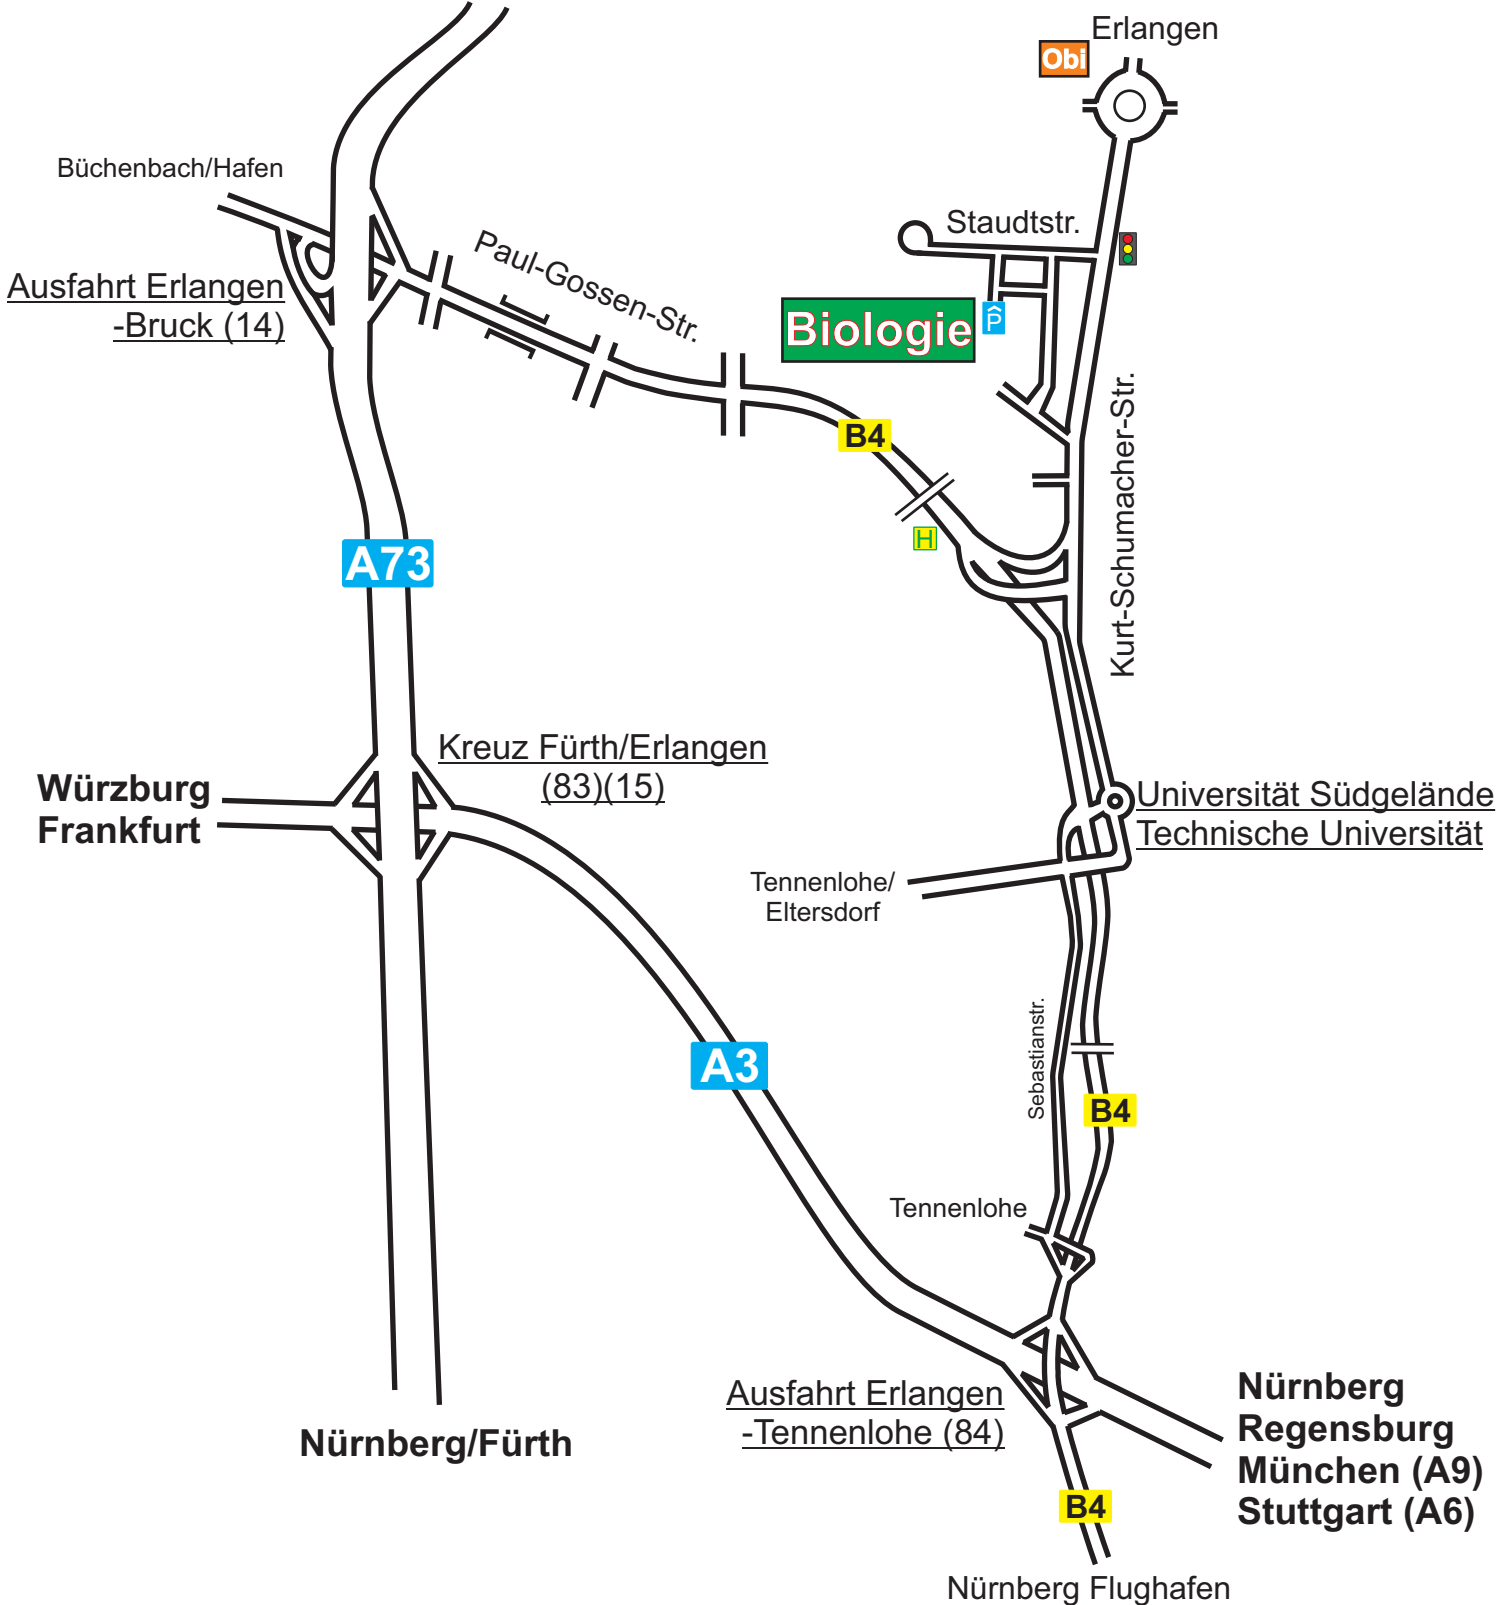 Erlangen
Obi
Büchenbach/Hafen
Staudtstr.
Paul-Gossen-Str.
Ausfahrt Erlangen
-Bruck (14)
Biologie
P
B4
Kurt-Schumacher-Str.
H
A73
Kreuz Fürth/Erlangen
(83)(15)
Würzburg
Frankfurt
Universität Südgelände
Technische Universität
Tennenlohe/
Eltersdorf
Sebastianstr.
A3
B4
Tennenlohe
Ausfahrt Erlangen
-Tennenlohe (84)
Nürnberg
Regensburg
München (A9)
Stuttgart (A6)
Nürnberg/Fürth
B4
Nürnberg Flughafen